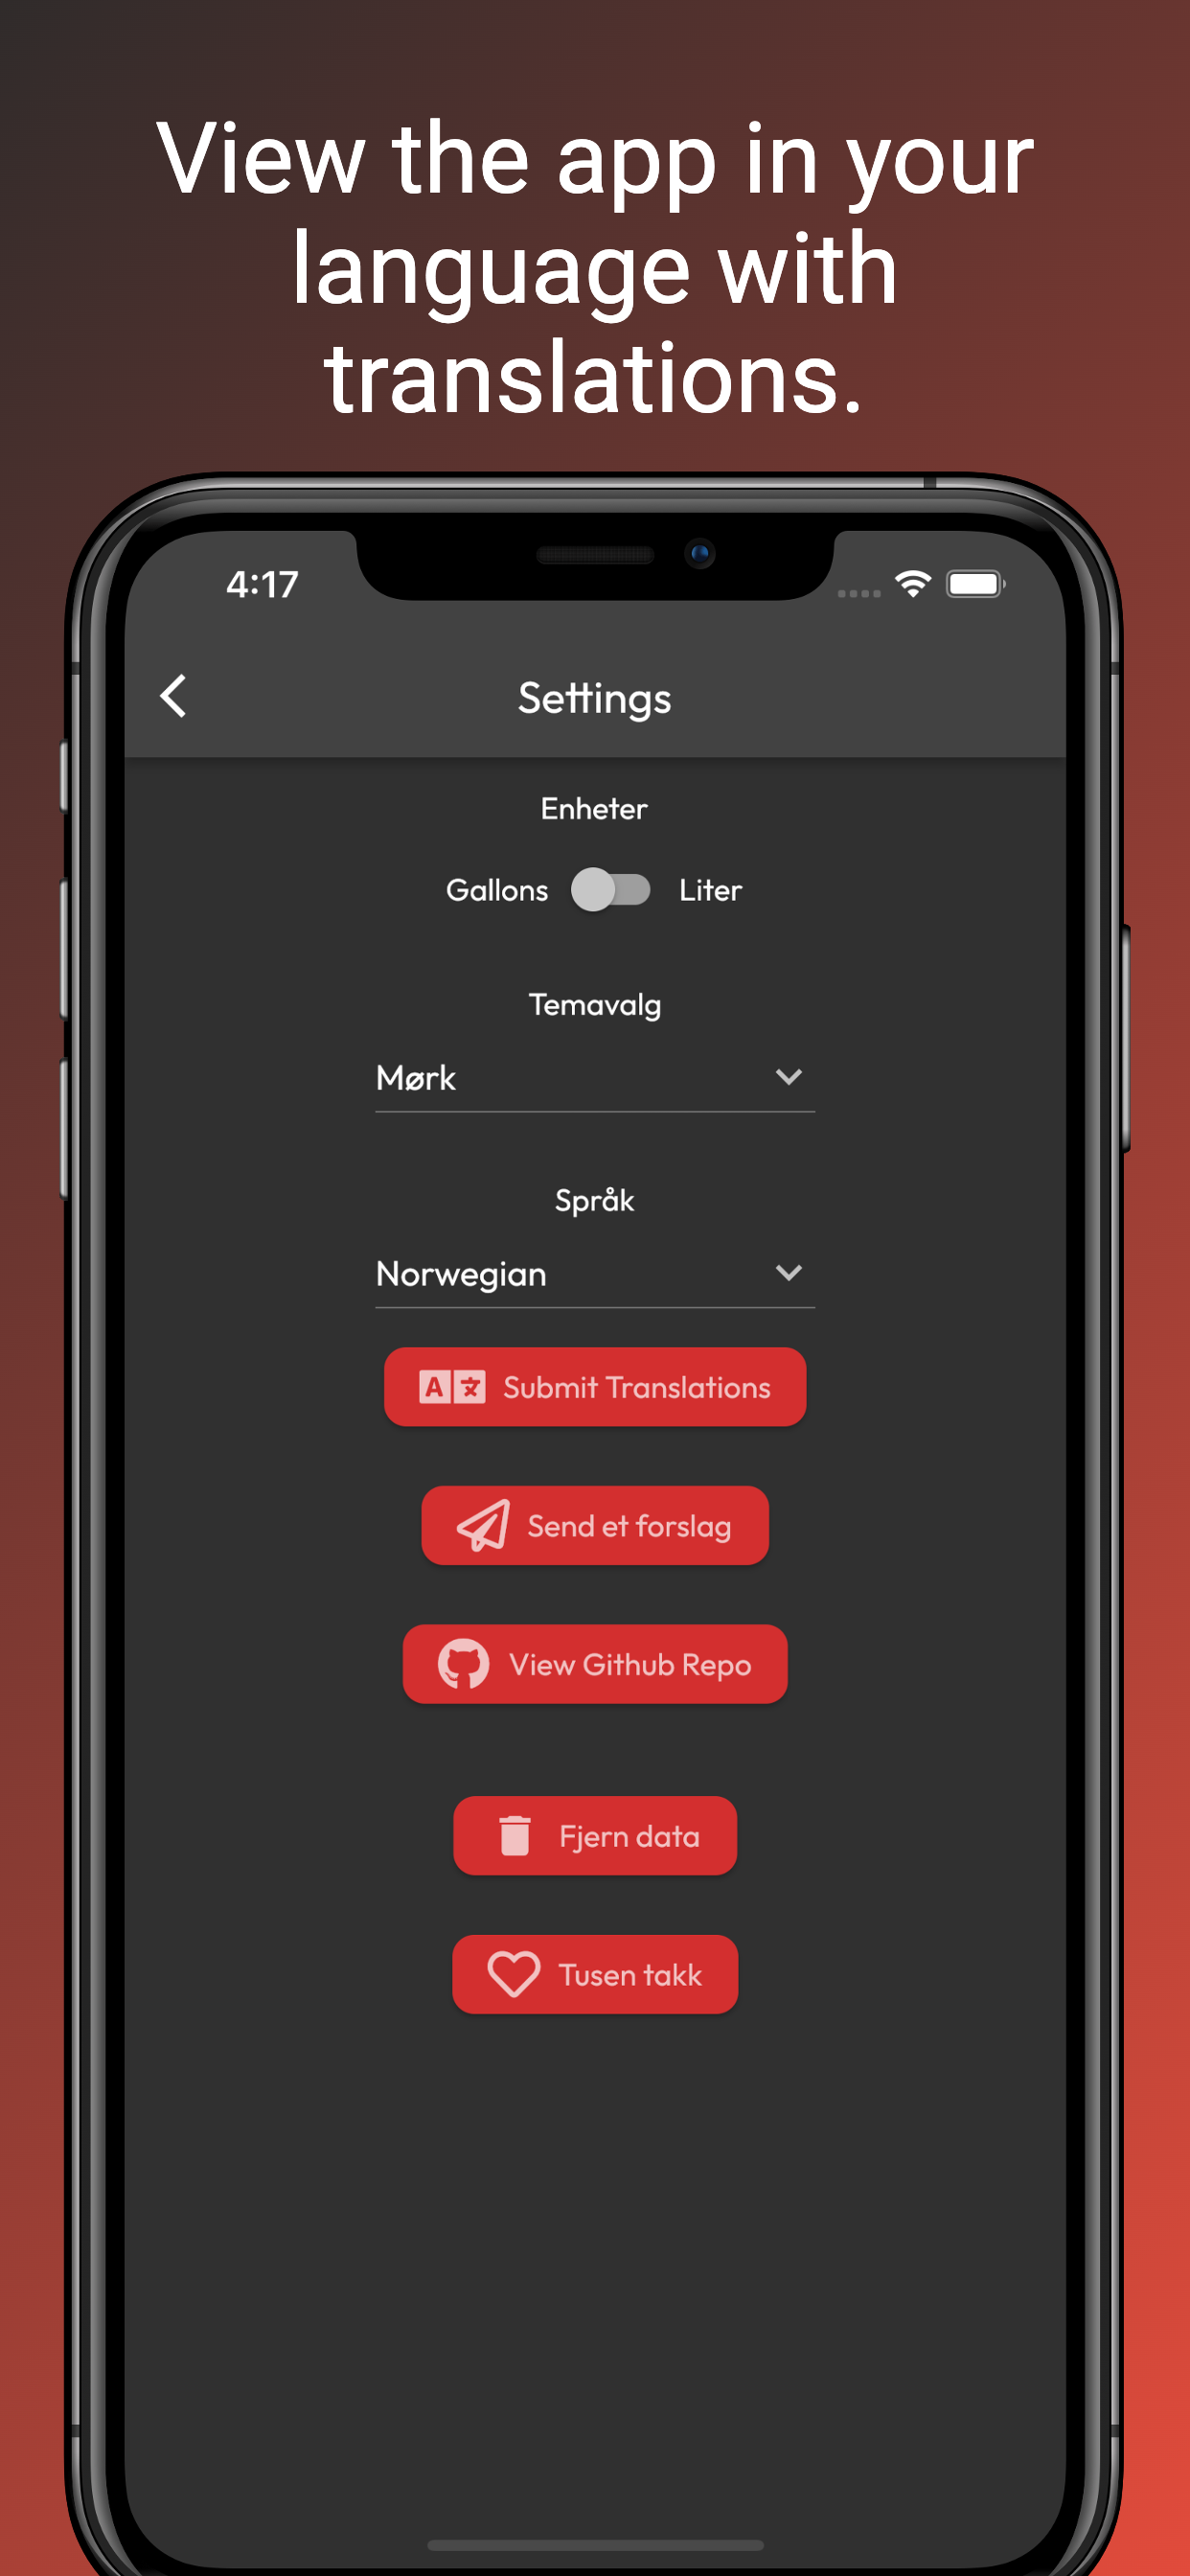 View the app in your
language with
translations.
4:17
Settings
Enheter
Gallons Liter
Temavalg
Mørk
Språk
Norwegian
A 文 Submit Translations
Send et forslag
View Github Repo
Fjern data
Tusen takk